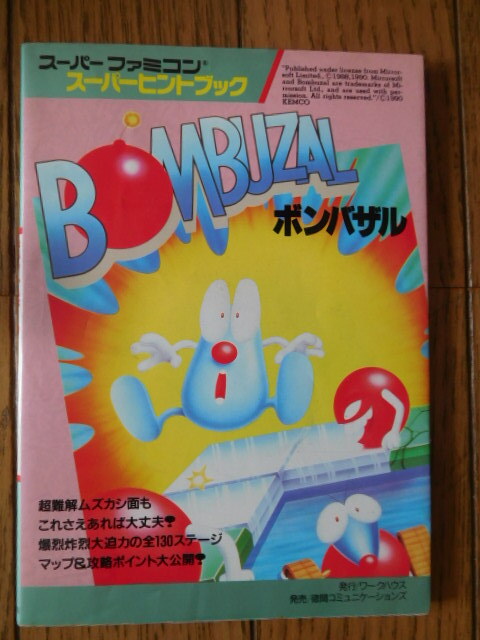 スーパーファミコン®
スーパーヒントブック
"Published under license from Mirror-
soft Limited., ©1988,1990. Mirrorsoft
and Bombuzal are trademarks of Mi-
rrorsoft Ltd., and are used with per-
mission. All rights reserved."/©1990
KEMCO
BOMBUZAL
ボンバザル
超難解ムズカシ面も
これさえあれば大丈夫!
爆烈炸烈大迫力の全130ステージ
マップ&攻略ポイント大公開!
発行/ワークハウス
発売/徳間コミュニケーションズ